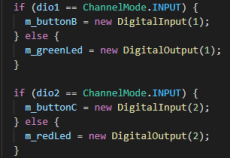 if (dio1 == ChannelMode.INPUT) {
m_buttonB = new DigitalInput(1);
} else {
m_greenLed = new DigitalOutput(1);
}
if (dio2 == ChannelMode.INPUT) {
m_buttonC = new DigitalInput(2);
} else {
m_redLed = new DigitalOutput(2);
}